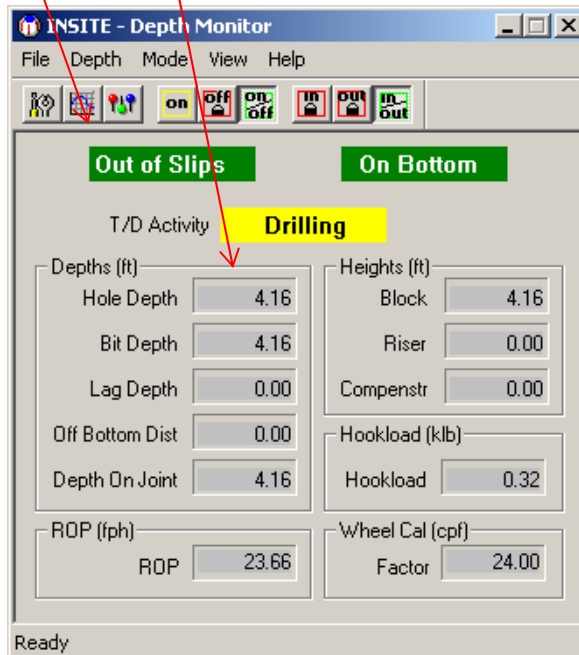 INSITE - Depth Monitor
File Depth Mode View Help
on off on off in out in out
Out of Slips On Bottom
T/D Activity Drilling
Depths (ft) Heights (ft)
Hole Depth 4.16 Block 4.16
Bit Depth 4.16 Riser 0.00
Lag Depth 0.00 Compenstr 0.00
Off Bottom Dist 0.00 Hookload (klb)
Depth On Joint 4.16 Hookload 0.32
ROP (fph) Wheel Cal (cpf)
ROP 23.66 Factor 24.00
Ready